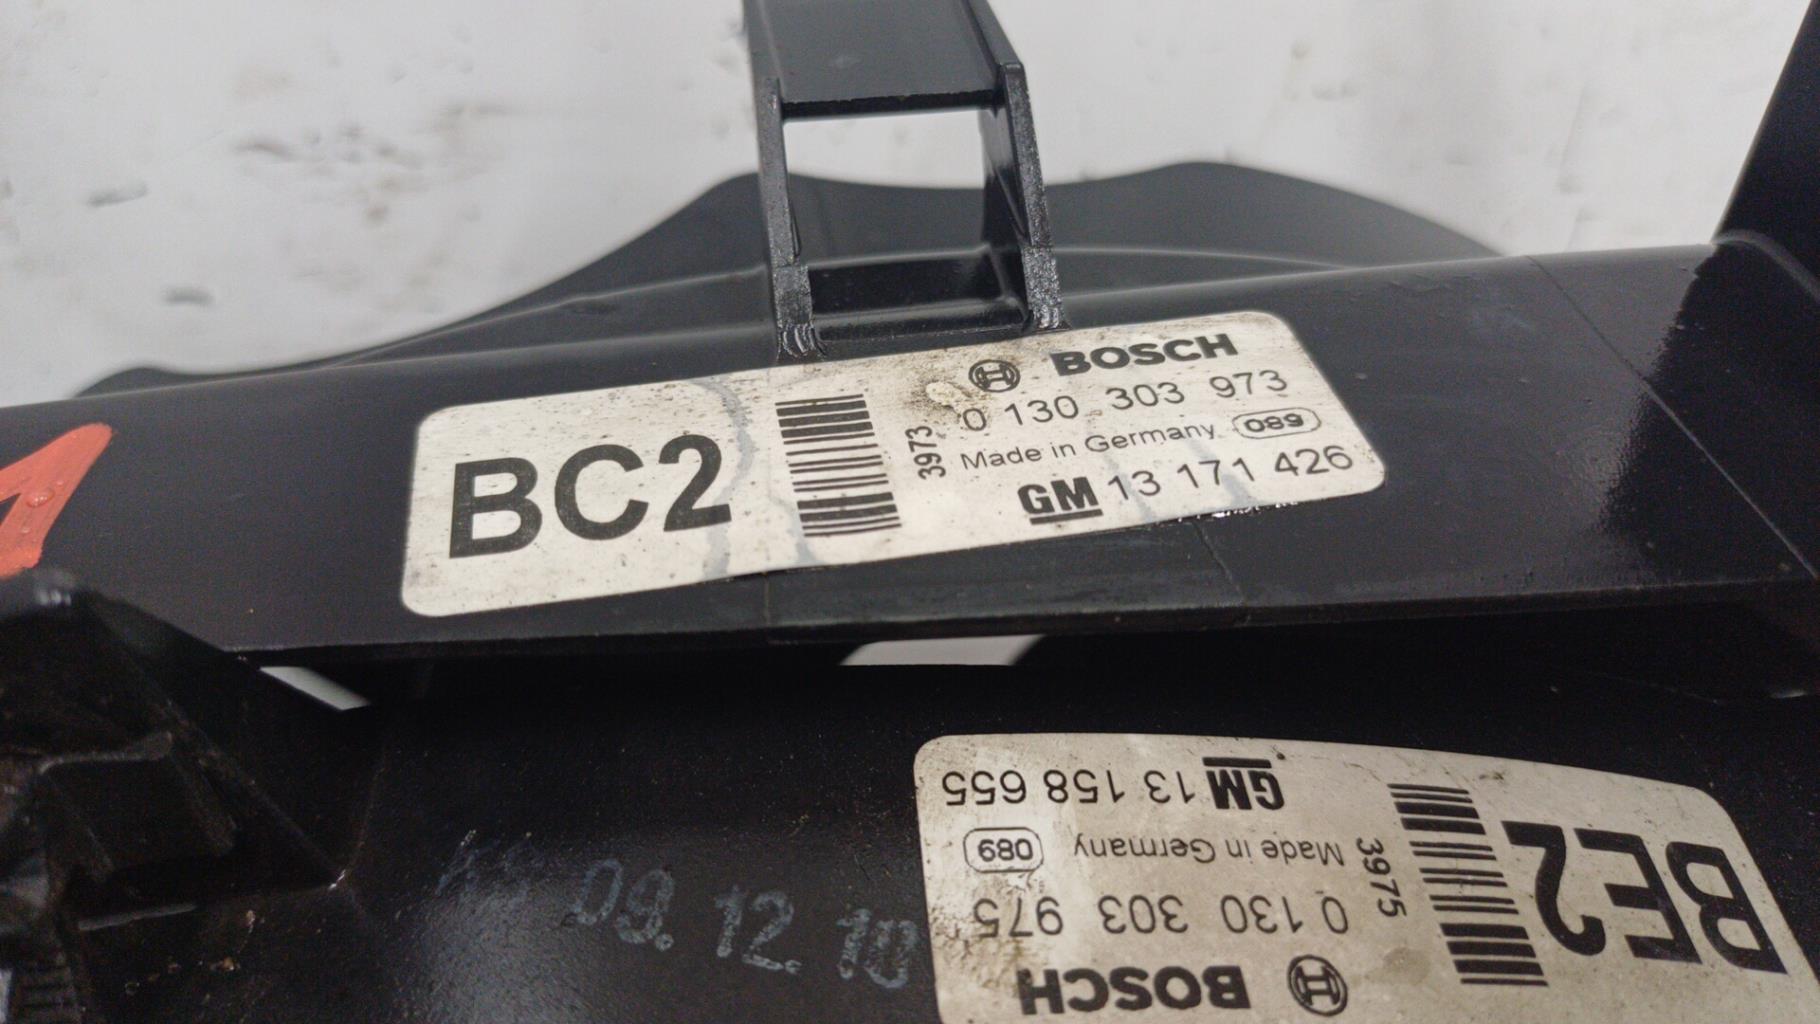 BOSCH
0 130 303 973
3973
Made in Germany 089
GM 13 171 426
BC2
BOSCH
0 130 303 975
3975
Made in Germany 089
GM 13 158 655
BE2
09.12.10